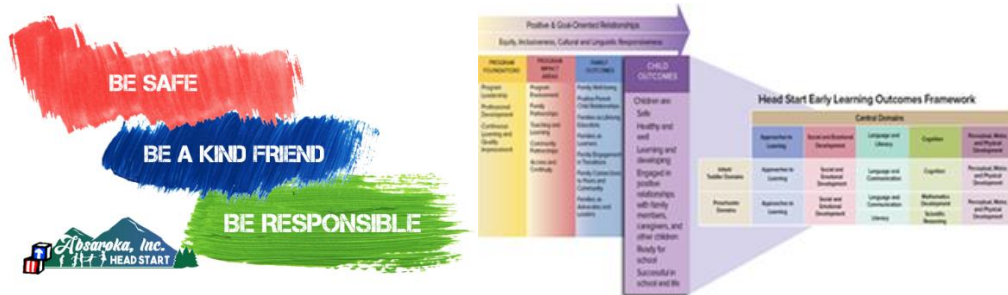 BE SAFE
BE A KIND FRIEND
BE RESPONSIBLE
Absaroka, Inc.
HEAD START
Positive & Goal-Oriented Relationships
Equity, Inclusiveness, Cultural and Linguistic Responsiveness
PROGRAM
FOUNDATIONS
Program
Leadership
Professional
Development
Continuous
Learning and
Quality
Improvement
PROGRAM
IMPACT
AREAS
Program
Environment
Family
Partnerships
Teaching and
Learning
Community
Partnerships
Access and
Continuity
FAMILY
OUTCOMES
Family Well-being
Positive Parent-
Child Relationships
Families as Lifelong
Educators
Families as
Learners
Family Engagement
in Transitions
Family Connections
to Peers and
Community
Families as
Advocates and
Leaders
CHILD
OUTCOMES
Children are:
Safe
Healthy and
well
Learning and
developing
Engaged in
positive
relationships
with family
members,
caregivers, and
other children
Ready for
school
Successful in
school and life
Head Start Early Learning Outcomes Framework
Central Domains
Approaches to
Learning
Social and Emotional
Development
Language and
Literacy
Cognition
Perceptual, Motor,
and Physical
Development
Infant/
Toddler Domains
Approaches to
Learning
Social and
Emotional
Development
Language and
Communication
Cognition
Perceptual, Motor,
and Physical
Development
Preschooler
Domains
Approaches to
Learning
Social and
Emotional
Development
Language and
Communication
Literacy
Mathematics
Development
Scientific
Reasoning
Perceptual, Motor,
and Physical
Development